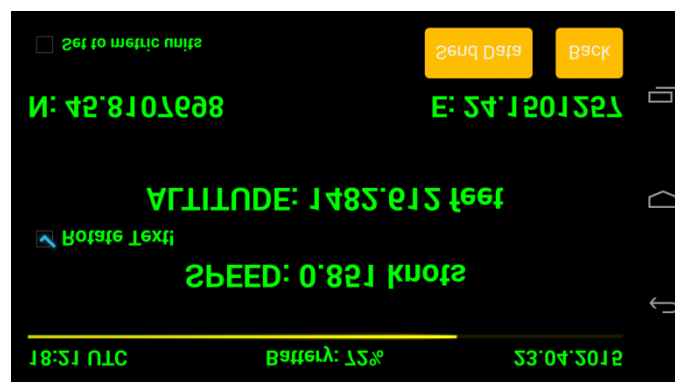 18:21 UTC Battery: 72% 23.04.2015
SPEED: 0.851 knots
Rotate Text!
ALTITUDE: 1482.612 feet
N: 45.8107698 E: 24.1501257
Set to metric units Send Data Back